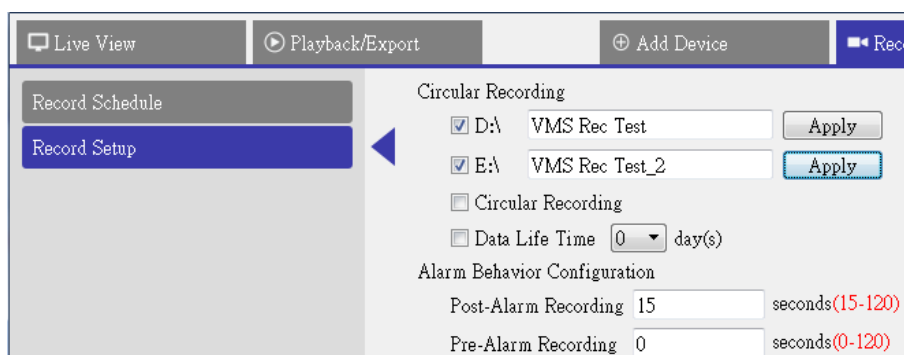 Live View Playback/Export Add Device Rec
Record Schedule
Record Setup
Circular Recording
D:\ VMS Rec Test Apply
E:\ VMS Rec Test_2 Apply
Circular Recording
Data Life Time 0 day(s)
Alarm Behavior Configuration
Post-Alarm Recording 15 seconds(15-120)
Pre-Alarm Recording 0 seconds(0-120)